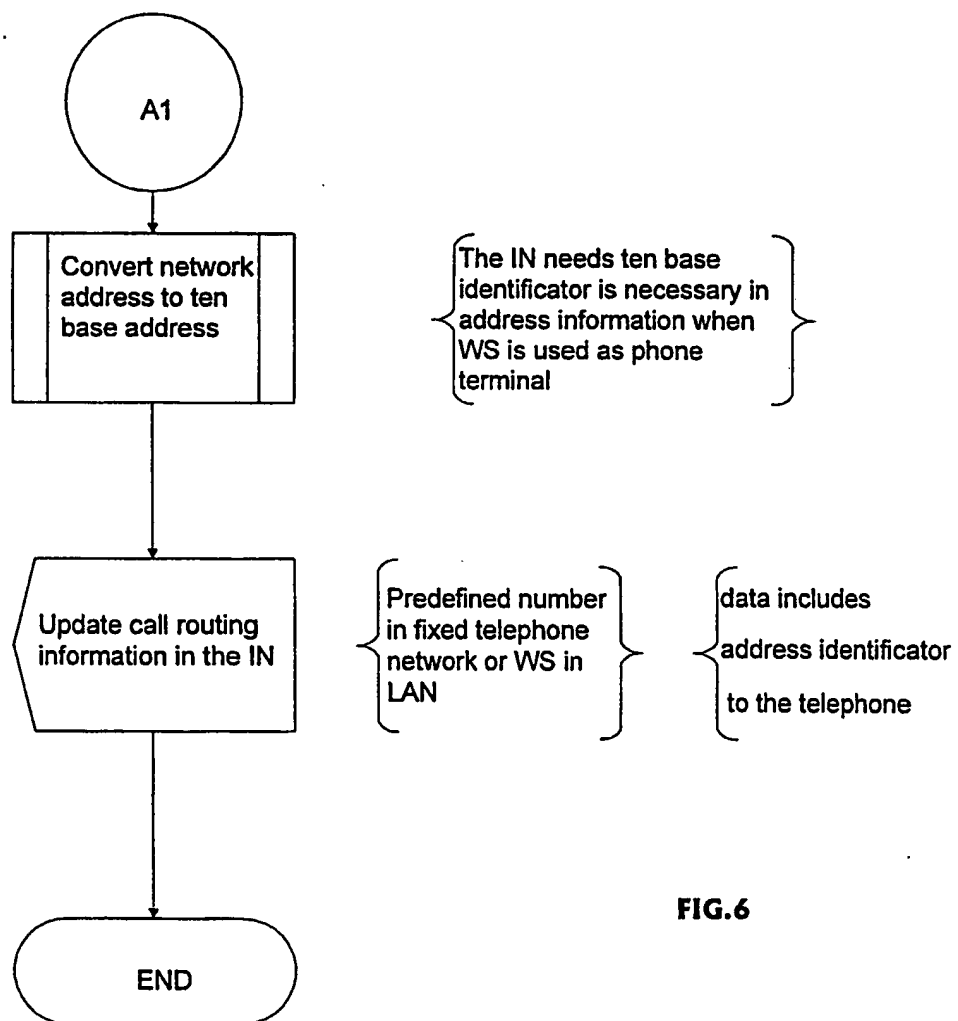 A1
Convert network
address to ten
base address
The IN needs ten base
identificator is necessary in
address information when
WS is used as phone
terminal
Update call routing
information in the IN
Predefined number
in fixed telephone
network or WS in
LAN
data includes
address identificator
to the telephone
FIG.6
END